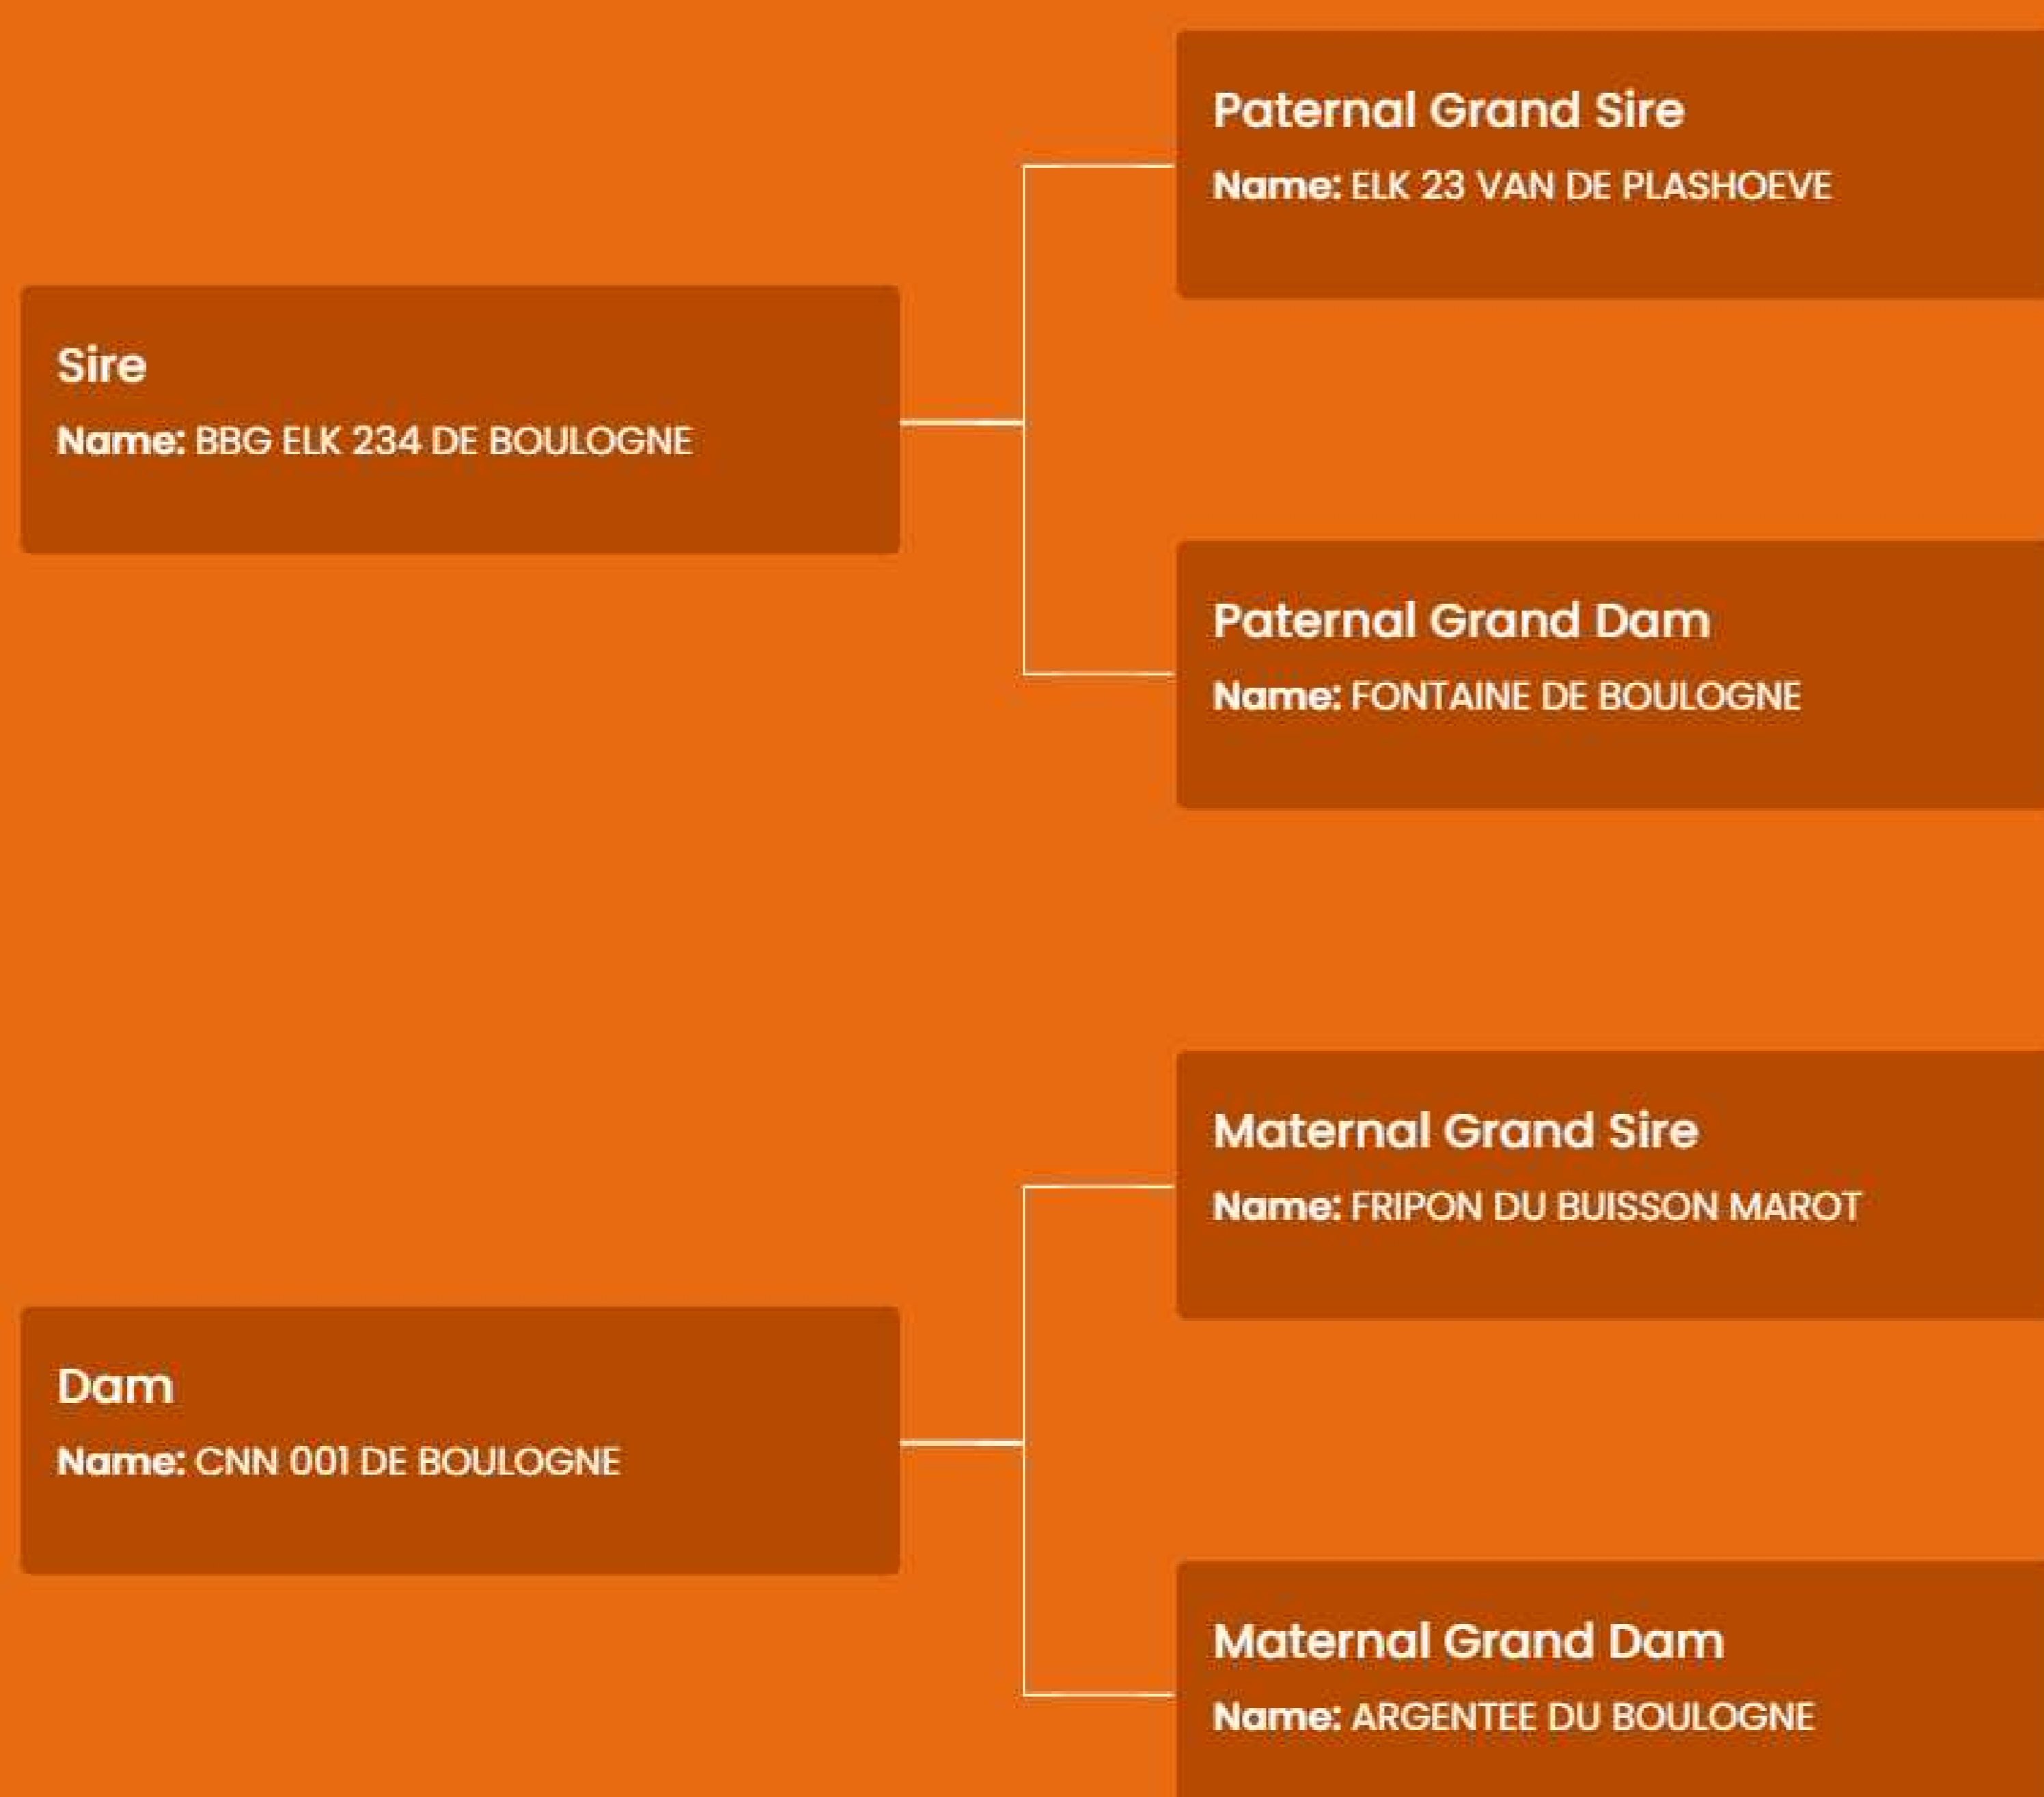 Paternal Grand Sire
Name: ELK 23 VAN DE PLASHOEVE
Sire
Name: BBG ELK 234 DE BOULOGNE
Paternal Grand Dam
Name: FONTAINE DE BOULOGNE
Maternal Grand Sire
Name: FRIPON DU BUISSON MAROT
Dam
Name: CNN 001 DE BOULOGNE
Maternal Grand Dam
Name: ARGENTEE DU BOULOGNE